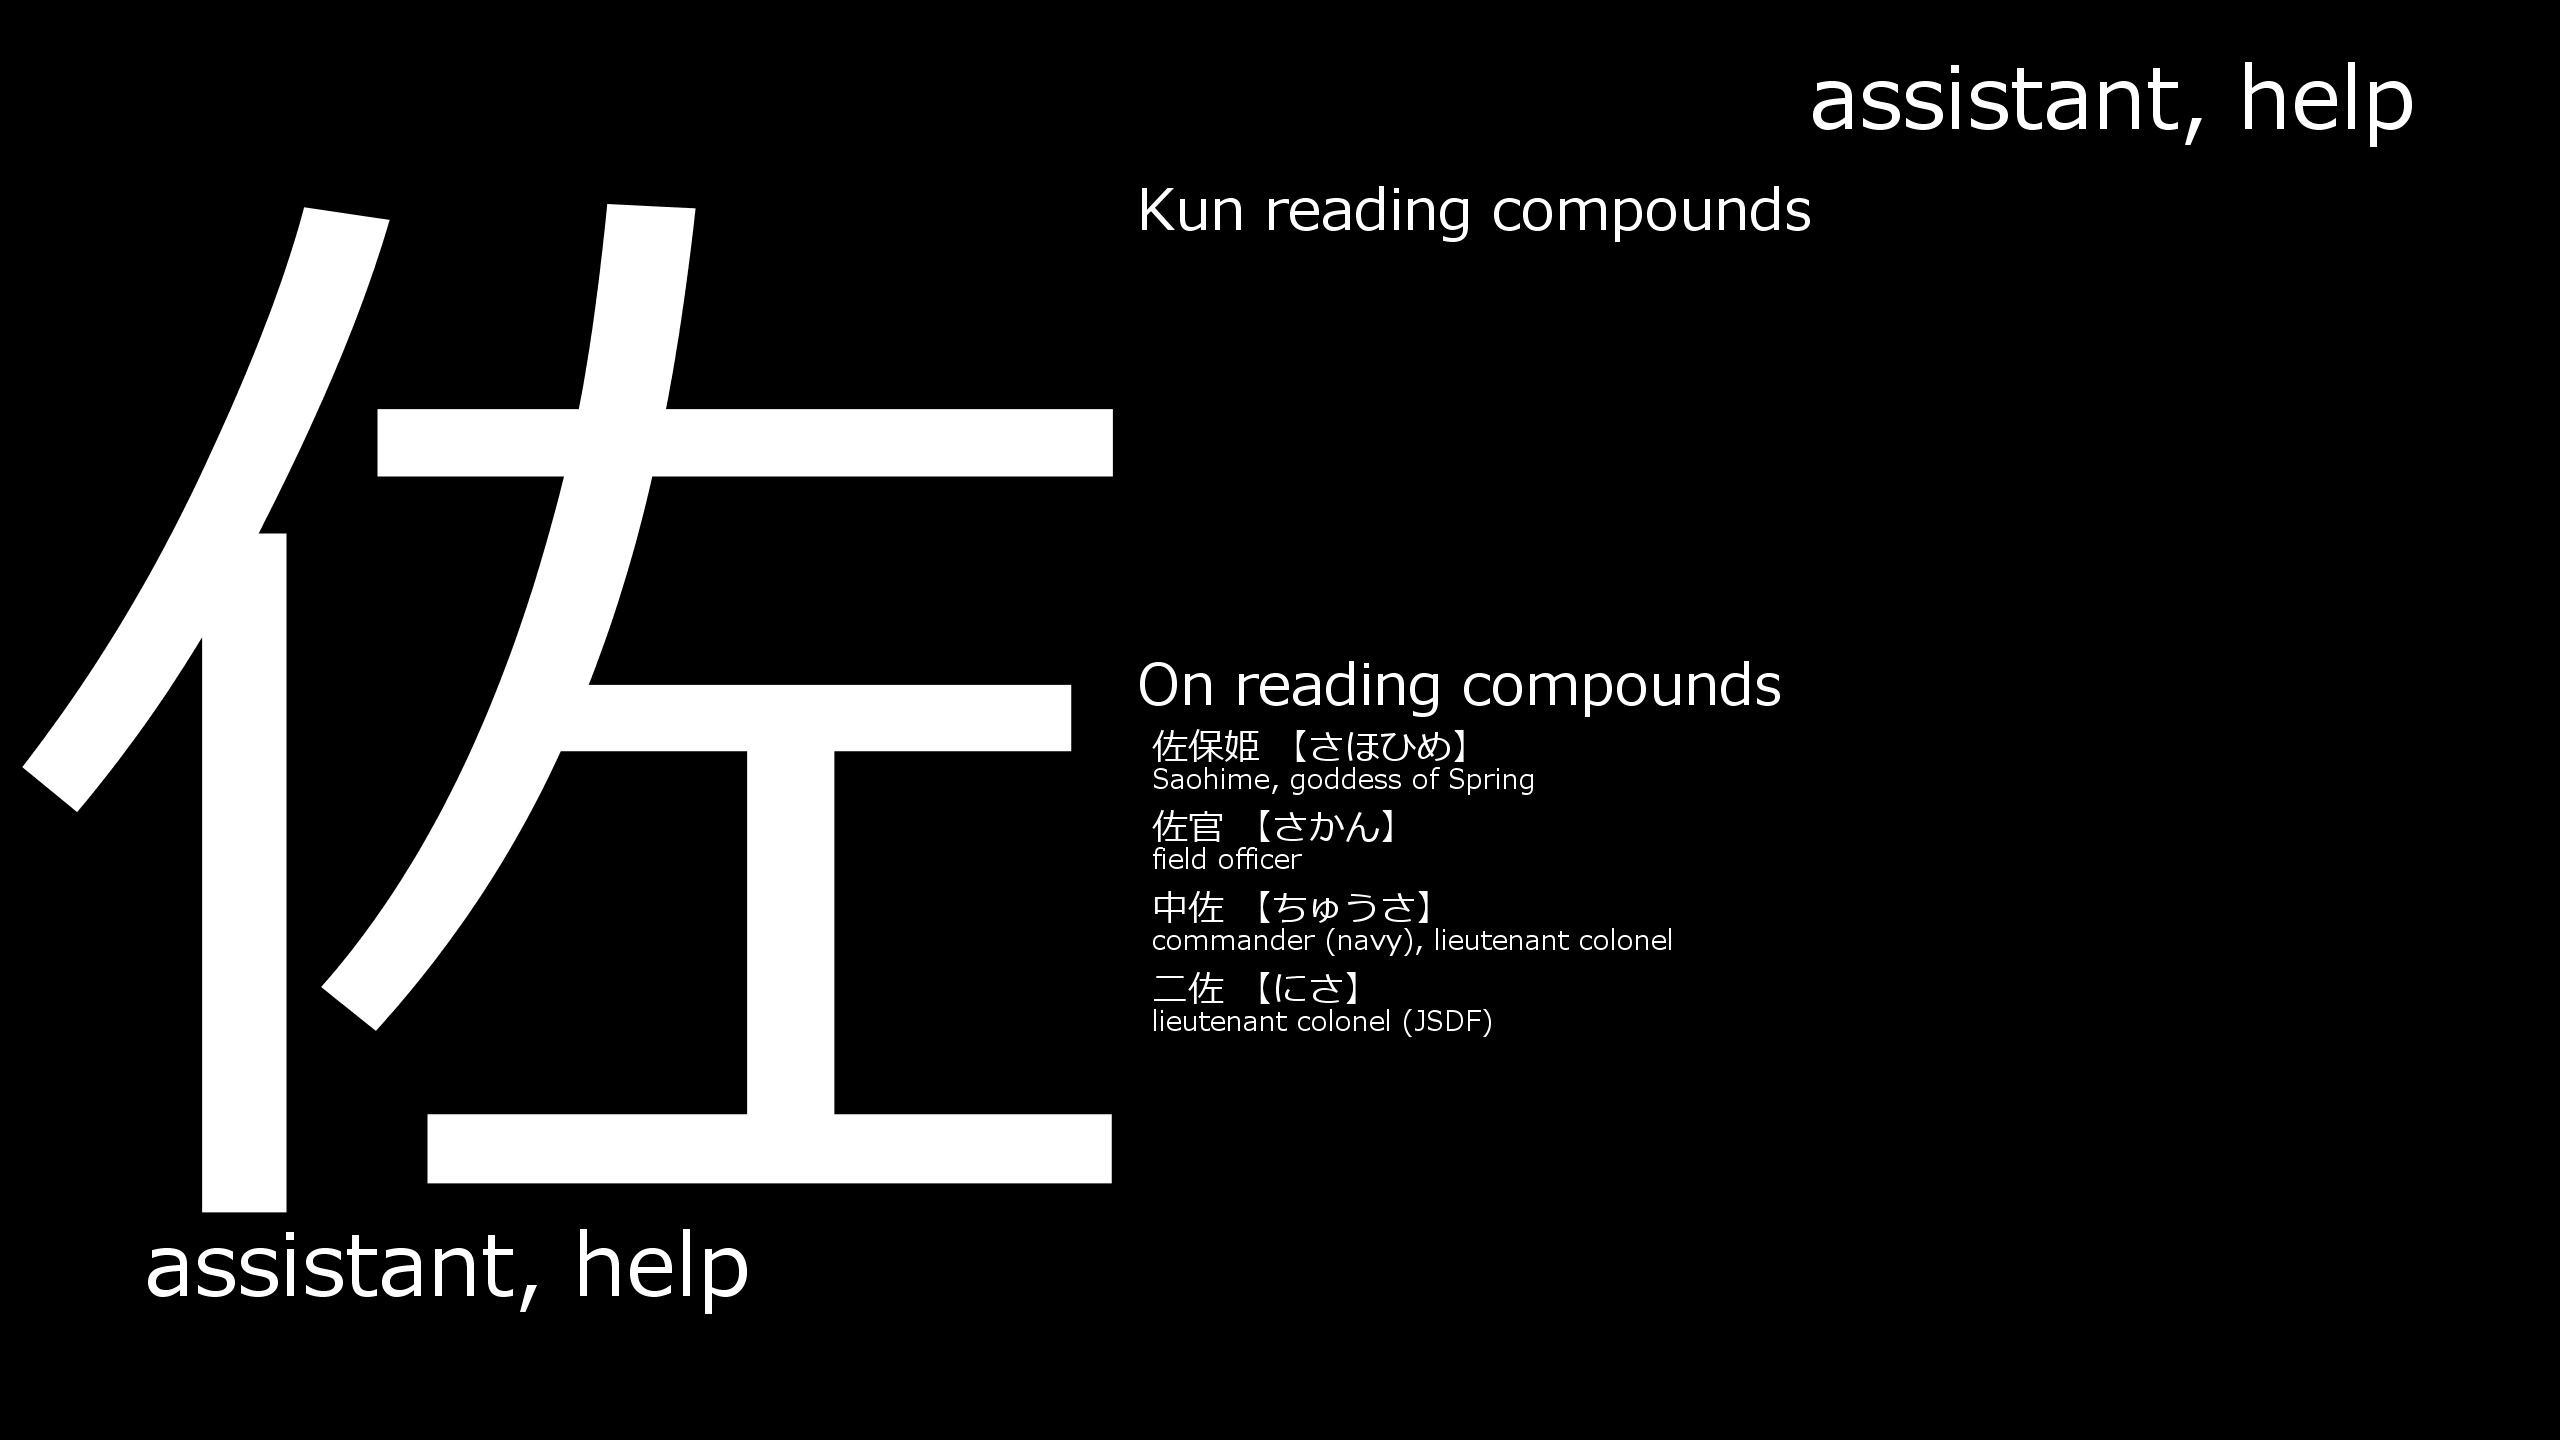 assistant, help
佐
Kun reading compounds
On reading compounds
佐保姫 【さほひめ】
Saohime, goddess of Spring
佐官 【さかん】
field officer
中佐 【ちゅうさ】
commander (navy), lieutenant colonel
二佐 【にさ】
lieutenant colonel (JSDF)
assistant, help